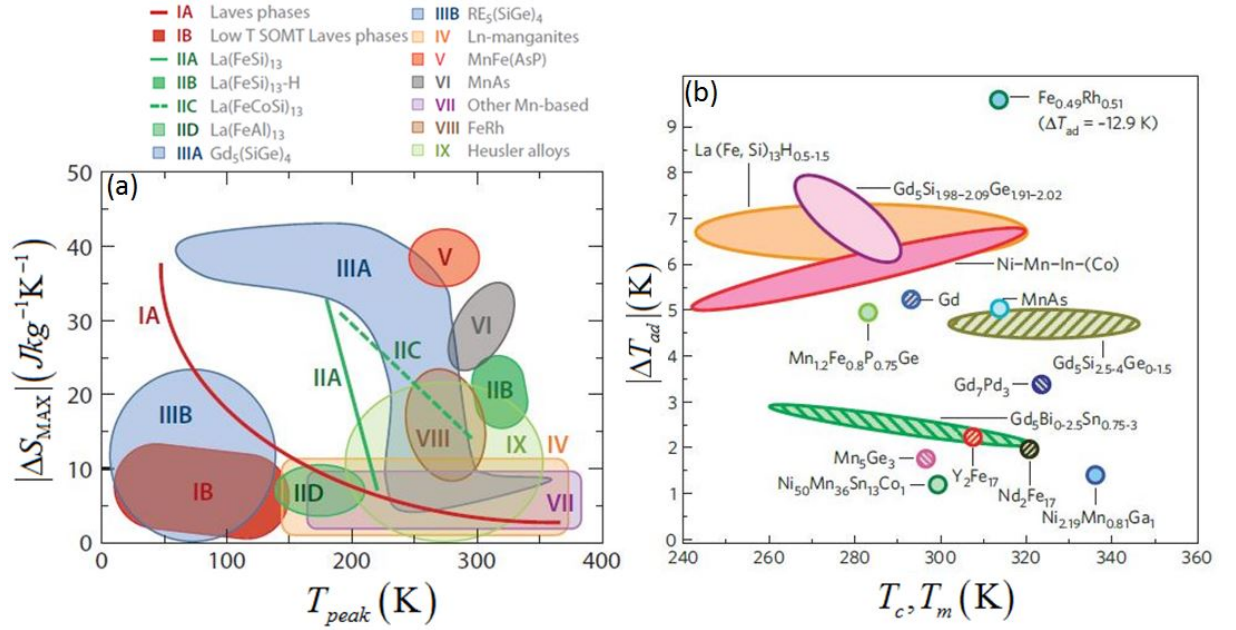 IA Laves phases
IB Low T SOMT Laves phases
IIA La(FeSi)₁₃
IIB La(FeSi)₁₃-H
IIC La(FeCoSi)₁₃
IID La(FeAl)₁₃
IIIA Gd₅(SiGe)₄
IIIB RE₅(SiGe)₄
IV Ln-manganites
V MnFe(AsP)
VI MnAs
VII Other Mn-based
VIII FeRh
IX Heusler alloys
(a)
|ΔS_MAX| (Jkg⁻¹K⁻¹)
50
40
30
20
10
0
IIIA
V
IA
VI
IIC
IIA
IIB
IIIB
VIII
IX
IV
IB
IID
VII
0 100 200 300 400
T_peak (K)
(b)
|ΔT_ad| (K)
9
8
7
6
5
4
3
2
1
0
Fe₀.₄₉Rh₀.₅₁
(ΔT_ad = -12.9 K)
La (Fe, Si)₁₃H₀.₅₋₁.₅
Gd₅Si₁.₉₈₋₂.₀₉Ge₁.₉₁₋₂.₀₂
Ni-Mn-In-(Co)
Gd
MnAs
Mn₁.₂Fe₀.₈P₀.₇₅Ge
Gd₅Si₂.₅₋₄Ge₀₋₁.₅
Gd₇Pd₃
Gd₅Bi₀₋₂.₅Sn₀.₇₅₋₃
Mn₅Ge₃
Y₂Fe₁₇
Ni₅₀Mn₃₆Sn₁₃Co₁
Nd₂Fe₁₇
Ni₂.₁₉Mn₀.₈₁Ga₁
240 260 280 300 320 340 360
T_c, T_m (K)